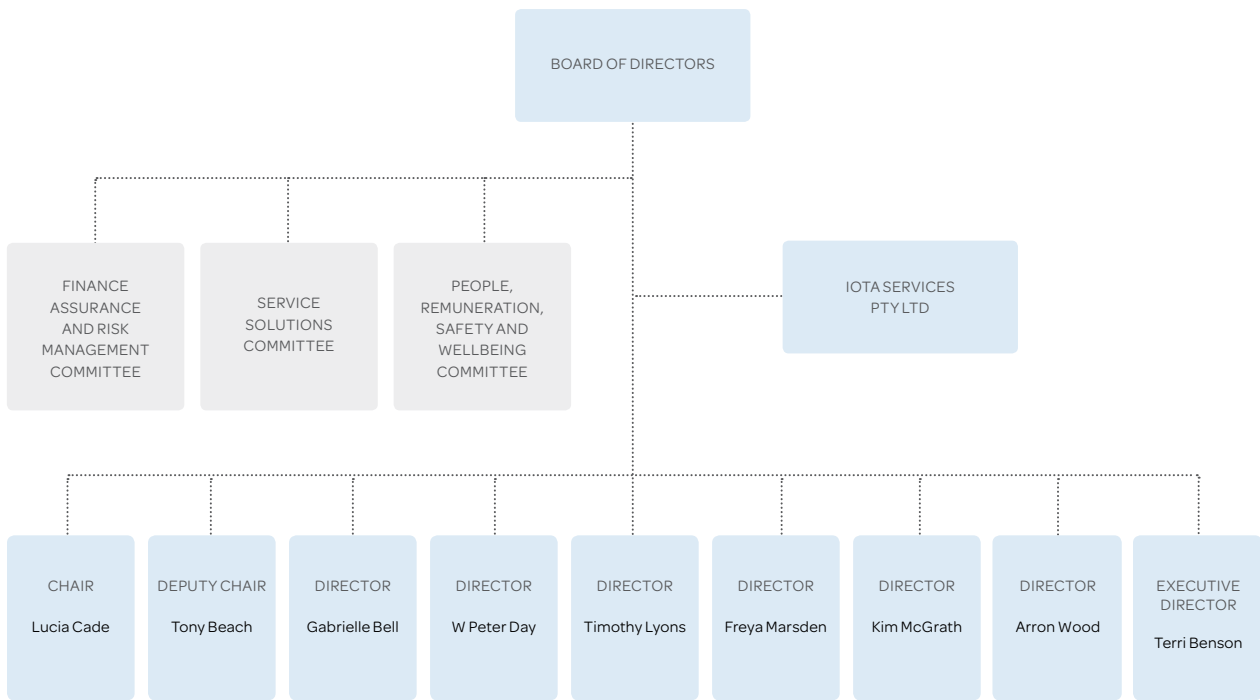 BOARD OF DIRECTORS
FINANCE
ASSURANCE
AND RISK
MANAGEMENT
COMMITTEE
SERVICE
SOLUTIONS
COMMITTEE
PEOPLE,
REMUNERATION,
SAFETY AND
WELLBEING
COMMITTEE
IOTA SERVICES
PTY LTD
CHAIR
Lucia Cade
DEPUTY CHAIR
Tony Beach
DIRECTOR
Gabrielle Bell
DIRECTOR
W Peter Day
DIRECTOR
Timothy Lyons
DIRECTOR
Freya Marsden
DIRECTOR
Kim McGrath
DIRECTOR
Arron Wood
EXECUTIVE
DIRECTOR
Terri Benson